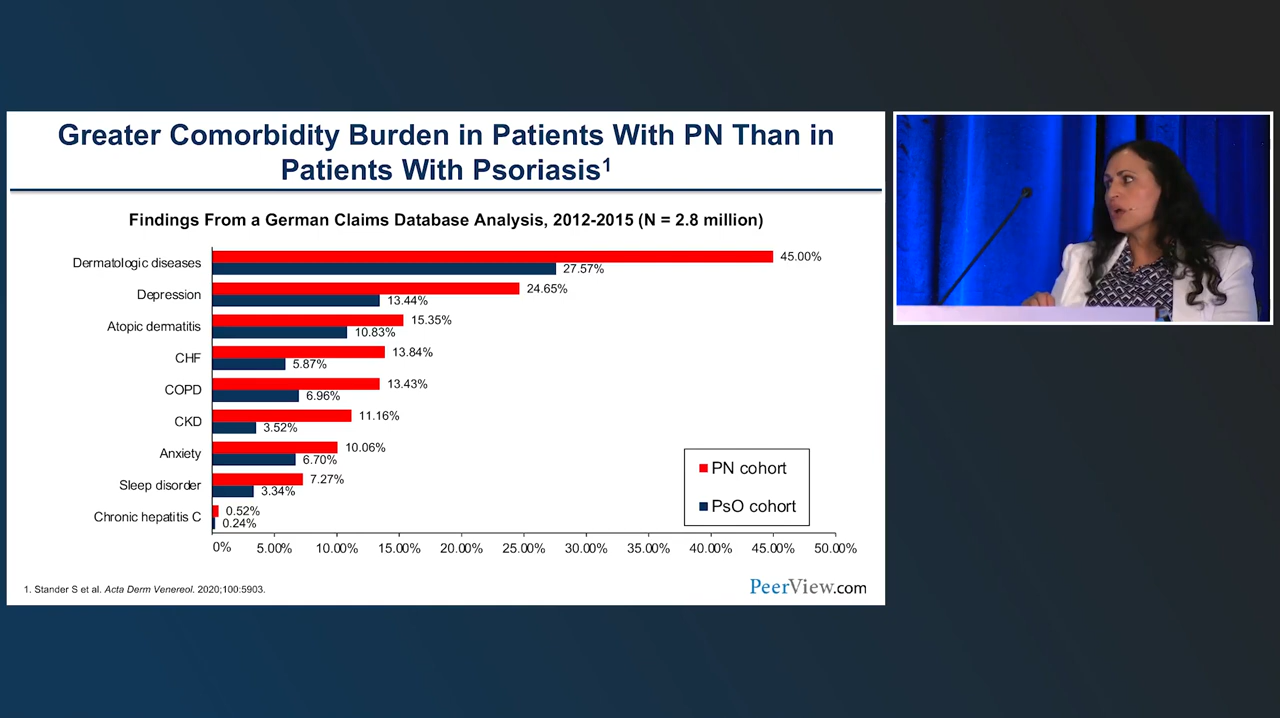 Greater Comorbidity Burden in Patients With PN Than in
Patients With Psoriasis1
Findings From a German Claims Database Analysis, 2012-2015 (N = 2.8 million)
Dermatologic diseases
45.00%
27.57%
Depression
24.65%
13.44%
Atopic dermatitis
15.35%
10.83%
CHF
13.84%
5.87%
COPD
13.43%
6.96%
CKD
11.16%
3.52%
Anxiety
10.06%
6.70%
Sleep disorder
7.27%
3.34%
Chronic hepatitis C
0.52%
0.24%
PN cohort
PsO cohort
0% 5.00% 10.00% 15.00% 20.00% 25.00% 30.00% 35.00% 40.00% 45.00% 50.00%
1. Stander S et al. Acta Derm Venereol. 2020;100:5903.
PeerView.com